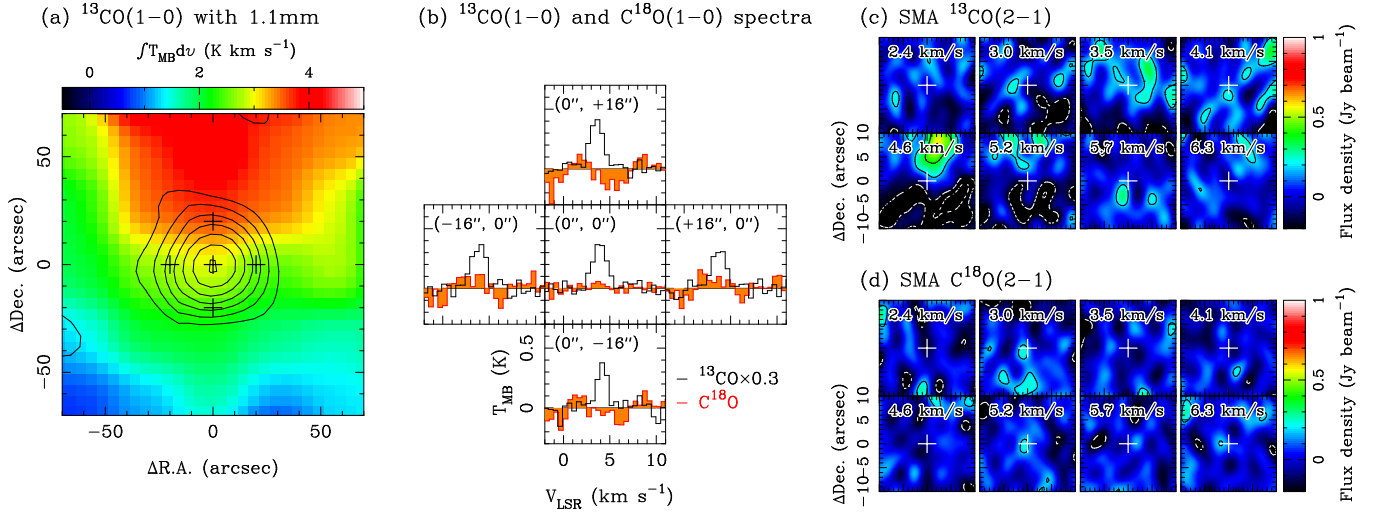 (a) ¹³CO(1−0) with 1.1mm
∫T_MBdυ (K km s⁻¹)
0 2 4
50
0
−50
ΔDec. (arcsec)
−50 0 50
ΔR.A. (arcsec)
(b) ¹³CO(1−0) and C¹⁸O(1−0) spectra
(0″, +16″)
(−16″, 0″) (0″, 0″) (+16″, 0″)
(0″, −16″)
0.5
0
T_MB (K)
0 5 10
V_LSR (km s⁻¹)
— ¹³CO×0.3
— C¹⁸O
(c) SMA ¹³CO(2−1)
2.4 km/s 3.0 km/s 3.5 km/s 4.1 km/s
4.6 km/s 5.2 km/s 5.7 km/s 6.3 km/s
10
5
0
−5
−10
ΔDec. (arcsec)
1
0.5
0
Flux density (Jy beam⁻¹)
(d) SMA C¹⁸O(2−1)
2.4 km/s 3.0 km/s 3.5 km/s 4.1 km/s
4.6 km/s 5.2 km/s 5.7 km/s 6.3 km/s
10
5
0
−5
−10
ΔDec. (arcsec)
1
0.5
0
Flux density (Jy beam⁻¹)